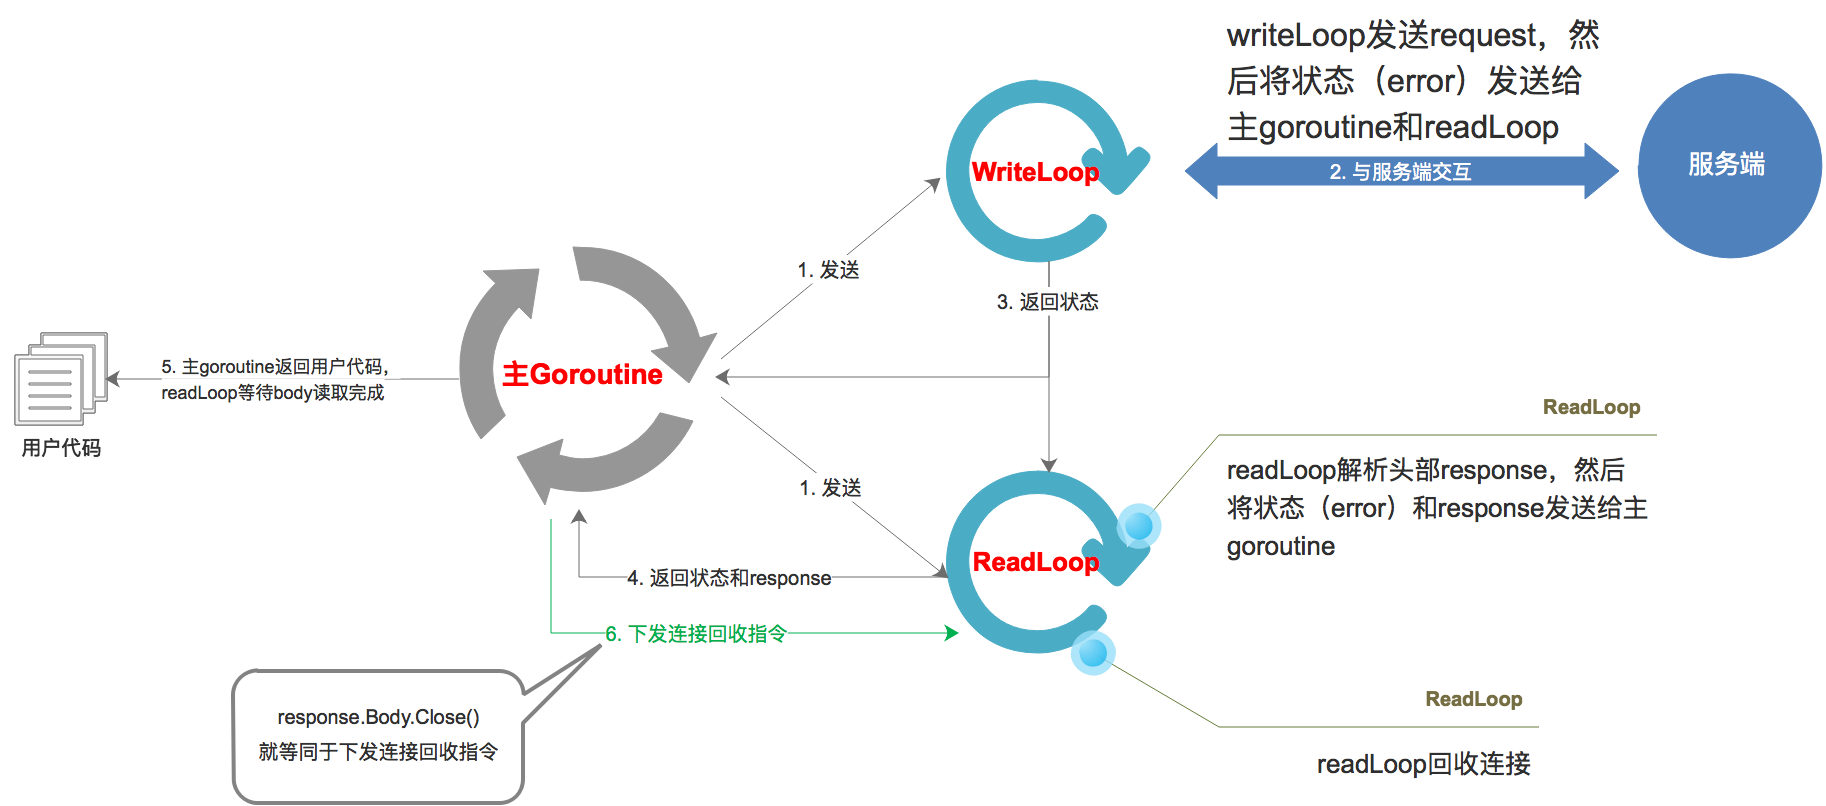 writeLoop发送request，然
后将状态（error）发送给
主goroutine和readLoop
WriteLoop
2. 与服务端交互
服务端
1. 发送
3. 返回状态
5. 主goroutine返回用户代码，
readLoop等待body读取完成
主Goroutine
用户代码
ReadLoop
readLoop解析头部response，然后
将状态（error）和response发送给主
goroutine
1. 发送
ReadLoop
4. 返回状态和response
6. 下发连接回收指令
response.Body.Close()
就等同于下发连接回收指令
ReadLoop
readLoop回收连接